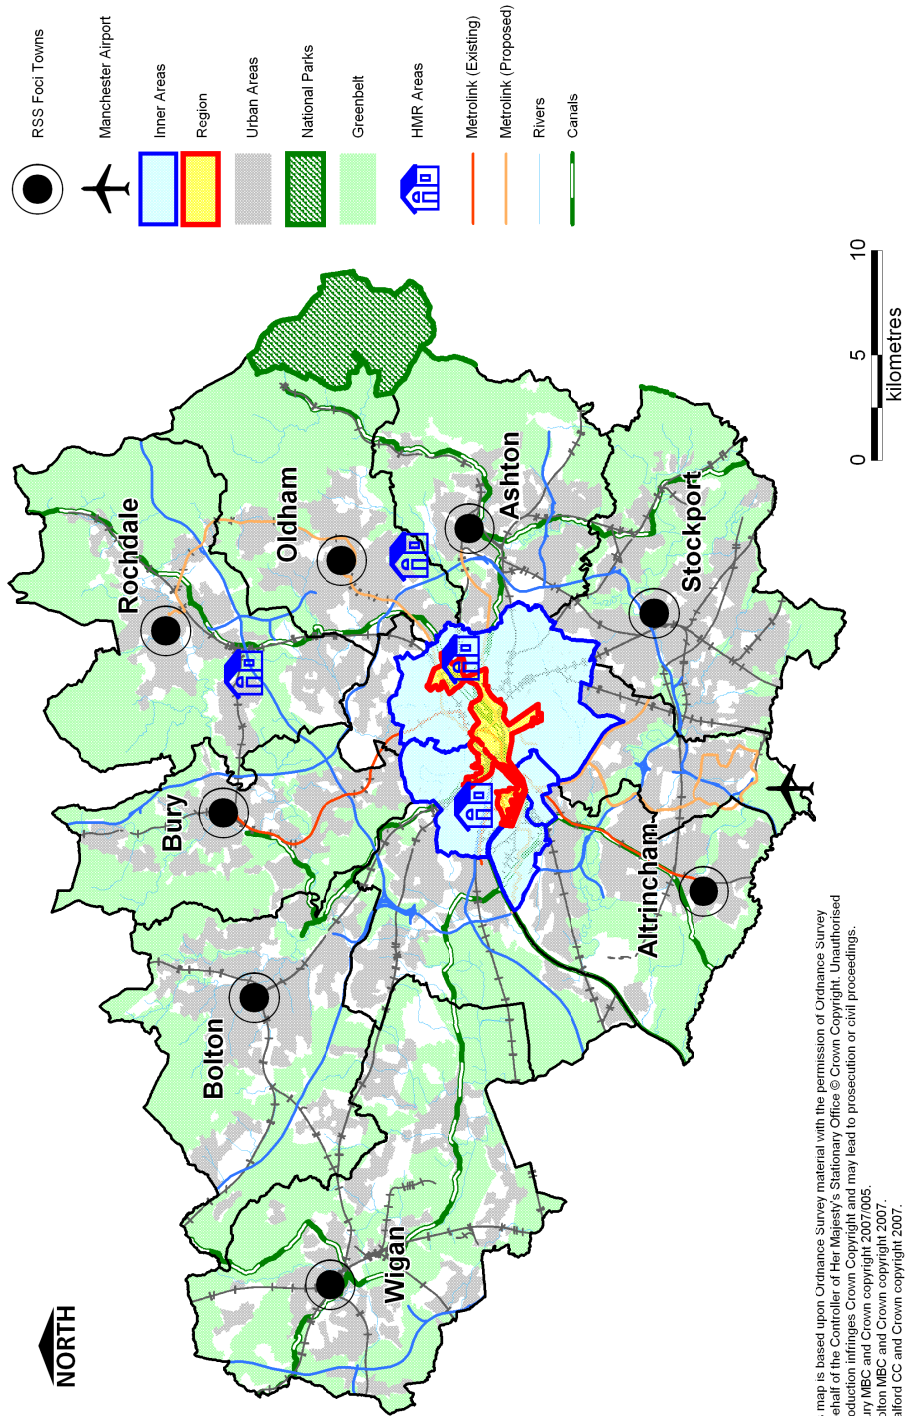 RSS Foci Towns
Manchester Airport
Inner Areas
Region
Urban Areas
National Parks
Greenbelt
HMR Areas
Metrolink (Existing)
Metrolink (Proposed)
Rivers
Canals
Rochdale
Oldham
Ashton
Stockport
Bury
Bolton
Altrincham
Wigan
NORTH
0 5 10
kilometres
map is based upon Ordnance Survey material with the permission of Ordnance Survey
ehalf of the Controller of Her Majesty's Stationary Office © Crown Copyright. Unauthorised
oduction infringes Crown Copyright and may lead to prosecution or civil proceedings.
ry MBC and Crown copyright 2007/005.
olton MBC and Crown copyright 2007.
alford CC and Crown copyright 2007.